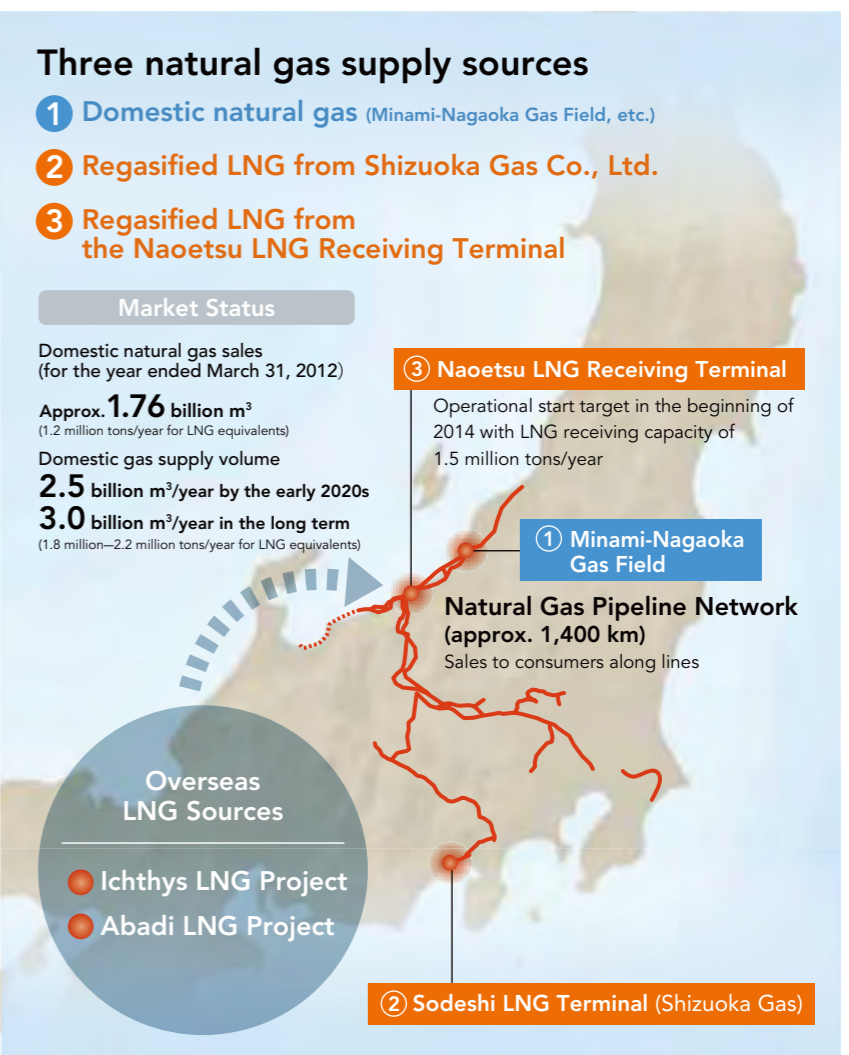 Three natural gas supply sources
1 Domestic natural gas (Minami-Nagaoka Gas Field, etc.)
2 Regasified LNG from Shizuoka Gas Co., Ltd.
3 Regasified LNG from
the Naoetsu LNG Receiving Terminal
Market Status
Domestic natural gas sales
(for the year ended March 31, 2012)
Approx. 1.76 billion m³
(1.2 million tons/year for LNG equivalents)
Domestic gas supply volume
2.5 billion m³/year by the early 2020s
3.0 billion m³/year in the long term
(1.8 million—2.2 million tons/year for LNG equivalents)
③ Naoetsu LNG Receiving Terminal
Operational start target in the beginning of
2014 with LNG receiving capacity of
1.5 million tons/year
① Minami-Nagaoka
Gas Field
Natural Gas Pipeline Network
(approx. 1,400 km)
Sales to consumers along lines
Overseas
LNG Sources
Ichthys LNG Project
Abadi LNG Project
② Sodeshi LNG Terminal (Shizuoka Gas)